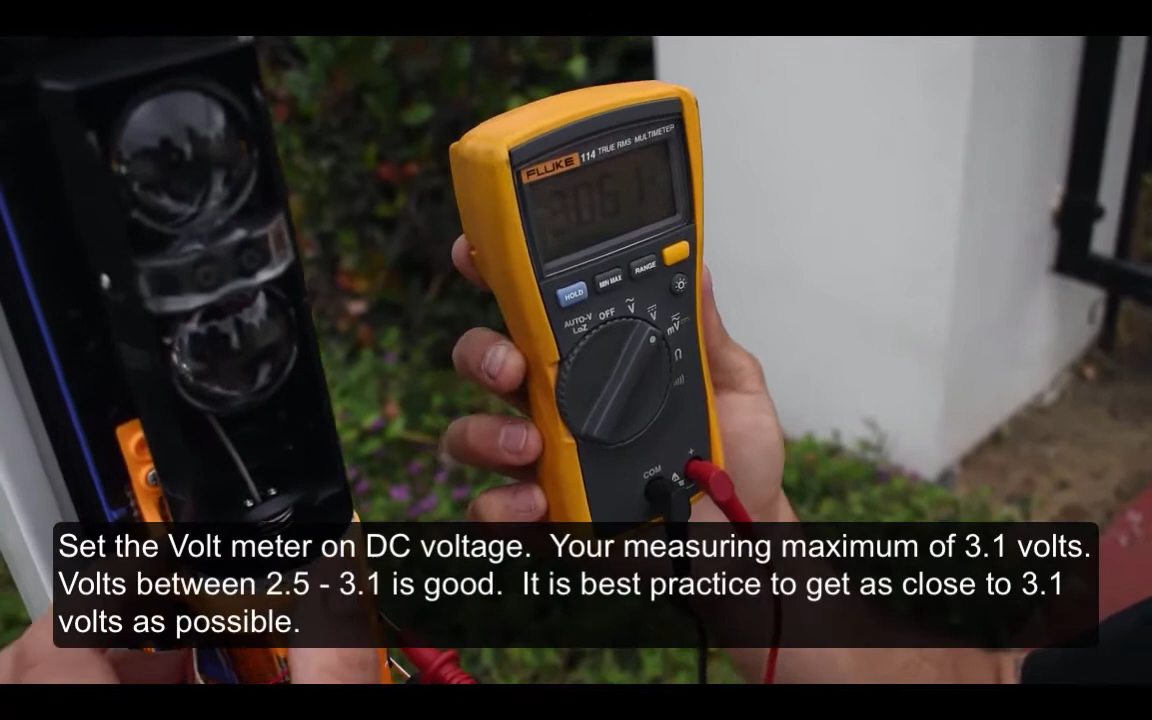 FLUKE 114 TRUE RMS MULTIMETER
3.061
HOLD MIN MAX RANGE
AUTO-V LoZ OFF V V mV Ω
COM +
Set the Volt meter on DC voltage.  Your measuring maximum of 3.1 volts.
Volts between 2.5 - 3.1 is good.  It is best practice to get as close to 3.1
volts as possible.